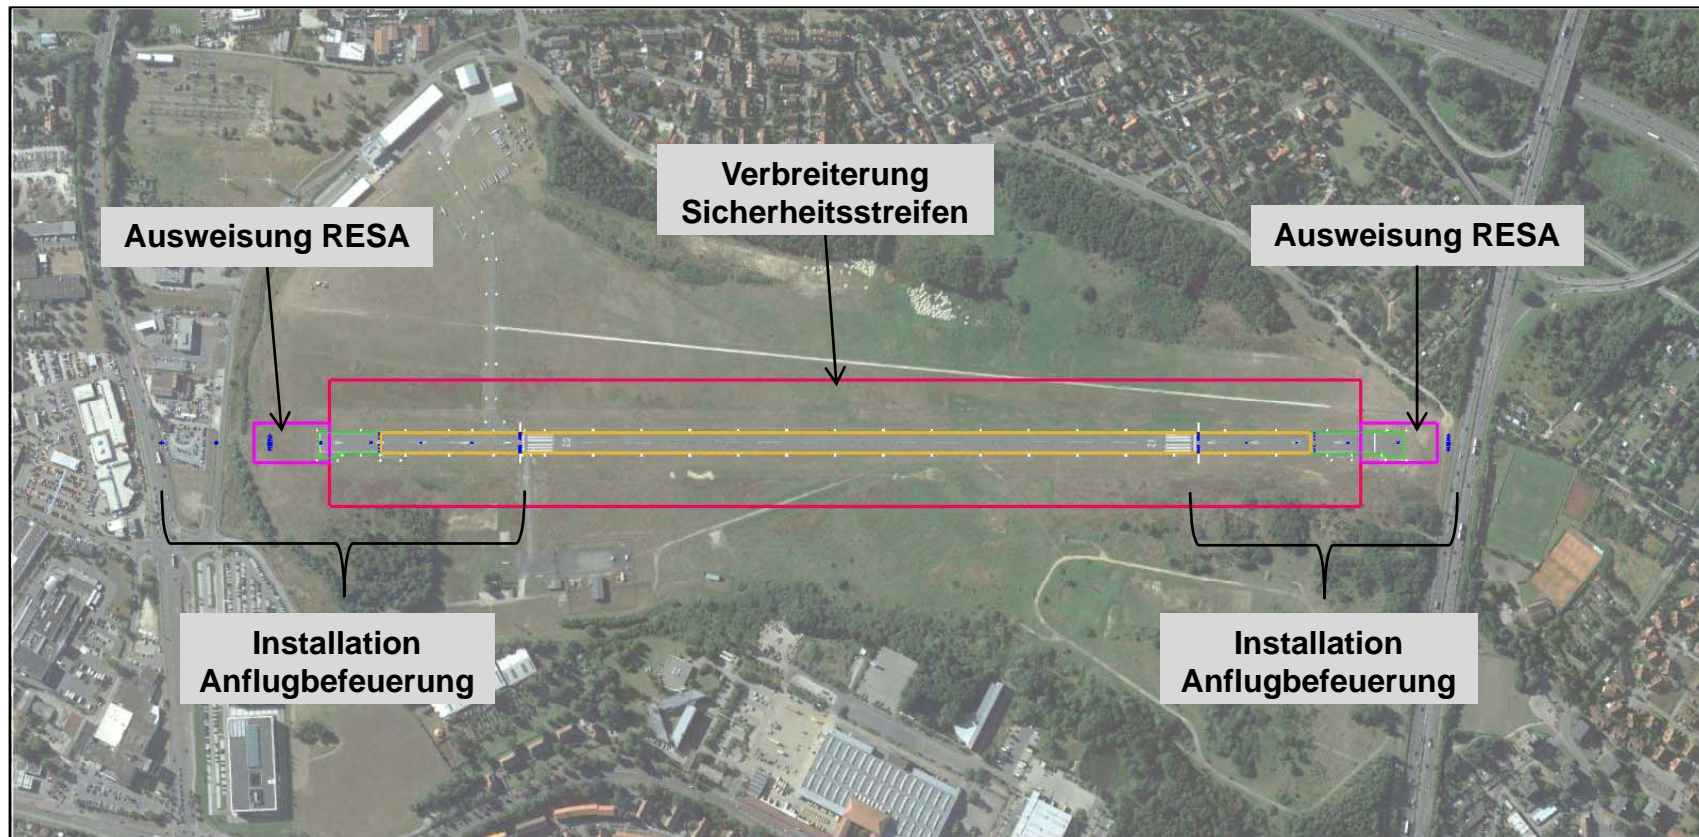 Verbreiterung
Sicherheitsstreifen
Ausweisung RESA
Ausweisung RESA
Installation
Anflugbefeuerung
Installation
Anflugbefeuerung